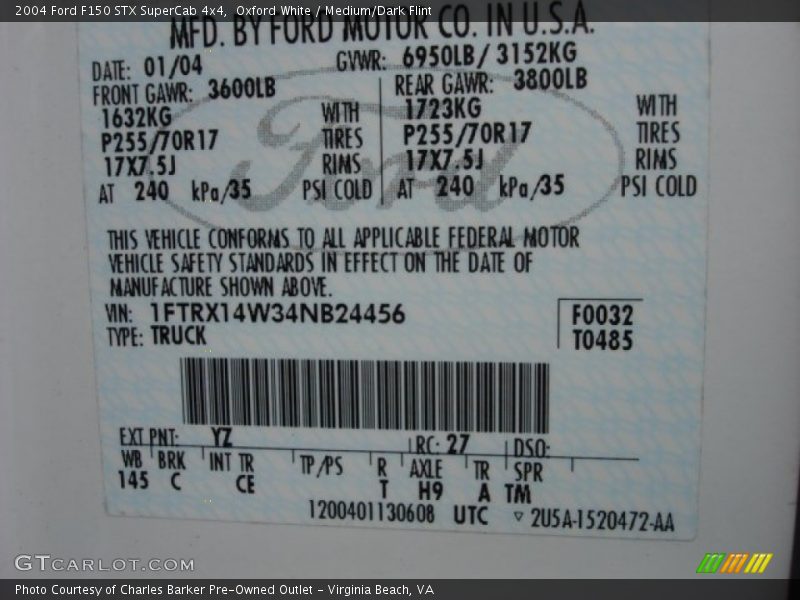 2004 Ford F150 STX SuperCab 4x4,  Oxford White / Medium/Dark Flint
MFD. BY FORD MOTOR CO. IN U.S.A.
DATE: 01/04 GVWR: 6950LB/ 3152KG
FRONT GAWR: 3600LB REAR GAWR: 3800LB
1632KG WITH 1723KG WITH
P255/70R17 TIRES P255/70R17 TIRES
17X7.5J RIMS 17X7.5J RIMS
AT 240 kPa/35 PSI COLD AT 240 kPa/35 PSI COLD
Ford
THIS VEHICLE CONFORMS TO ALL APPLICABLE FEDERAL MOTOR
VEHICLE SAFETY STANDARDS IN EFFECT ON THE DATE OF
MANUFACTURE SHOWN ABOVE.
VIN: 1FTRX14W34NB24456 F0032
TYPE: TRUCK T0485
EXT PNT: YZ RC: 27 DSO:
WB BRK INT TR TP/PS R AXLE TR SPR
145 C CE T H9 A TM
1200401130608 UTC ▽ 2U5A-1520472-AA
GTCARLOT.COM
Photo Courtesy of Charles Barker Pre-Owned Outlet - Virginia Beach, VA